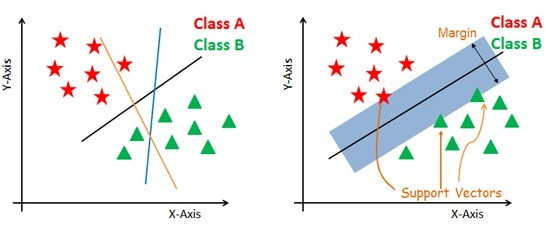 Class A
Class B
Y-Axis
X-Axis
Class A
Class B
Margin
Y-Axis
Support Vectors
X-Axis